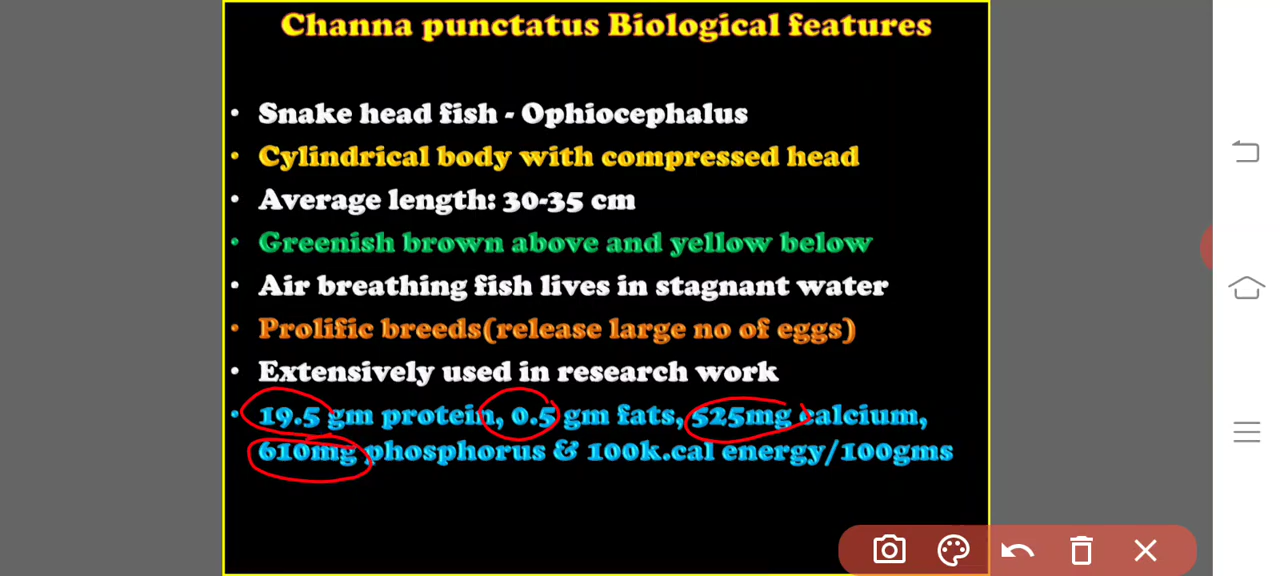 Channa punctatus Biological features
• Snake head fish - Ophiocephalus
• Cylindrical body with compressed head
• Average length: 30-35 cm
• Greenish brown above and yellow below
• Air breathing fish lives in stagnant water
• Prolific breeds(release large no of eggs)
• Extensively used in research work
• 19.5 gm protein, 0.5 gm fats, 525mg calcium,
610mg phosphorus & 100k.cal energy/100gms